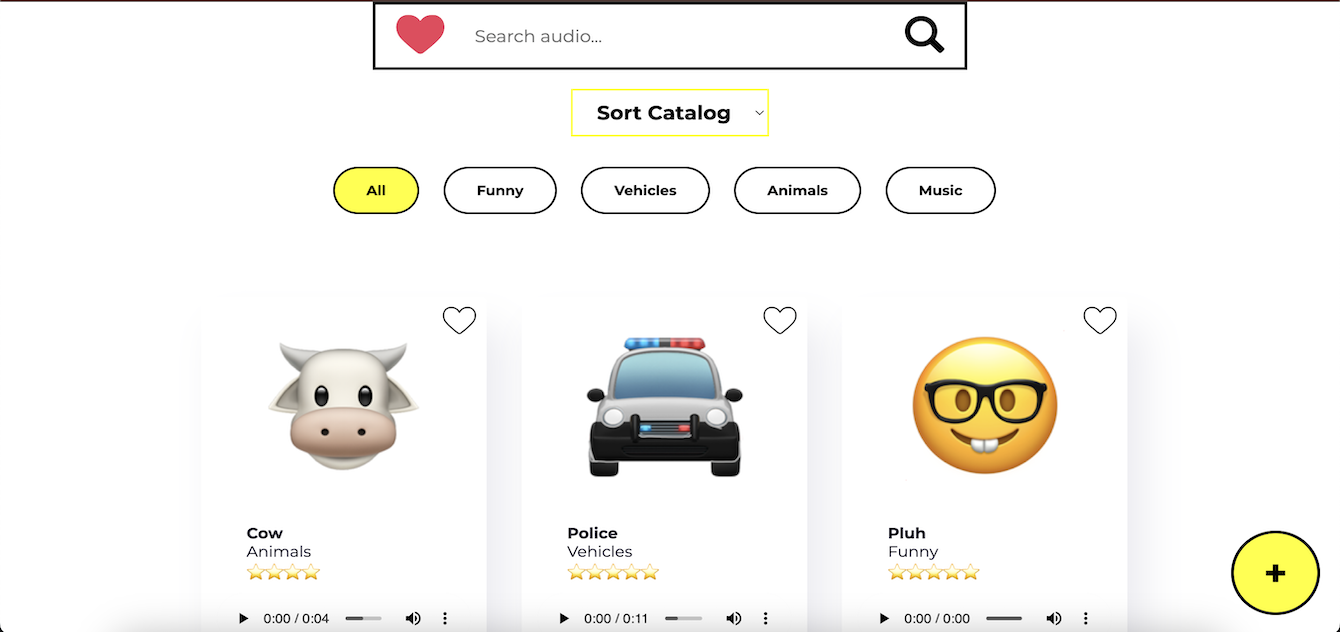 Search audio...
Sort Catalog
All Funny Vehicles Animals Music
Cow Police Pluh
Animals Vehicles Funny
0:00 / 0:04 0:00 / 0:11 0:00 / 0:00
+